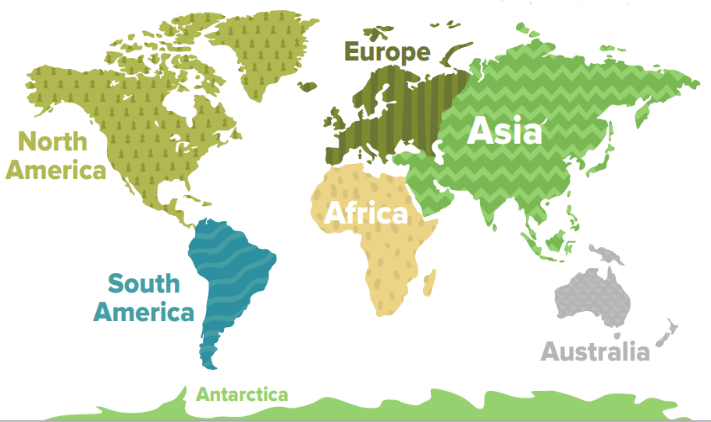 Europe
Asia
North
America
Africa
South
America
Australia
Antarctica